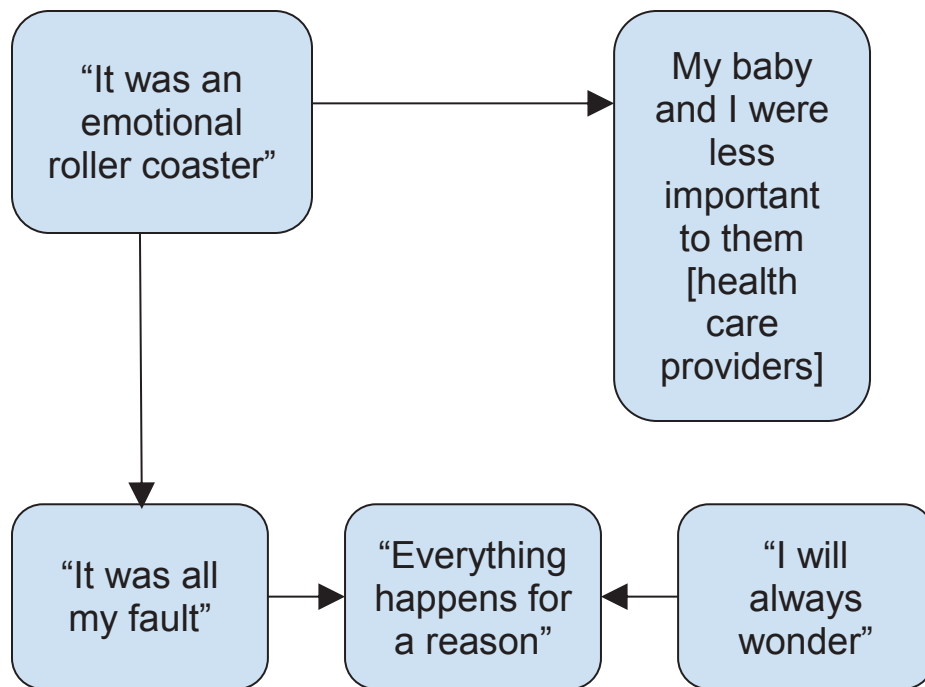 “It was an
emotional
roller coaster”
My baby
and I were
less
important
to them
[health
care
providers]
“It was all
my fault”
“Everything
happens for
a reason”
“I will
always
wonder”